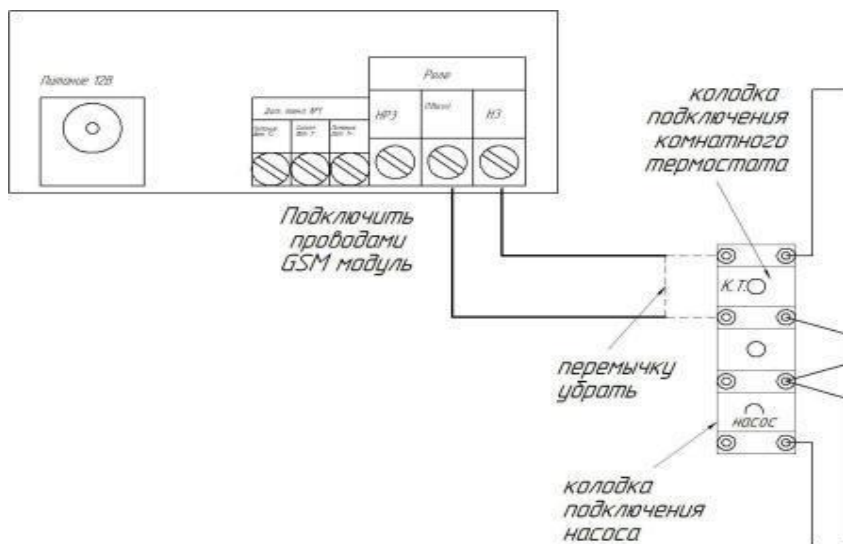 Питание 12В
Реле
НРЗ
НЗ
колодка
подключения
комнатного
термостата
Подключить
проводами
GSM модуль
К.Т.
перемычку
убрать
насос
колодка
подключения
насоса